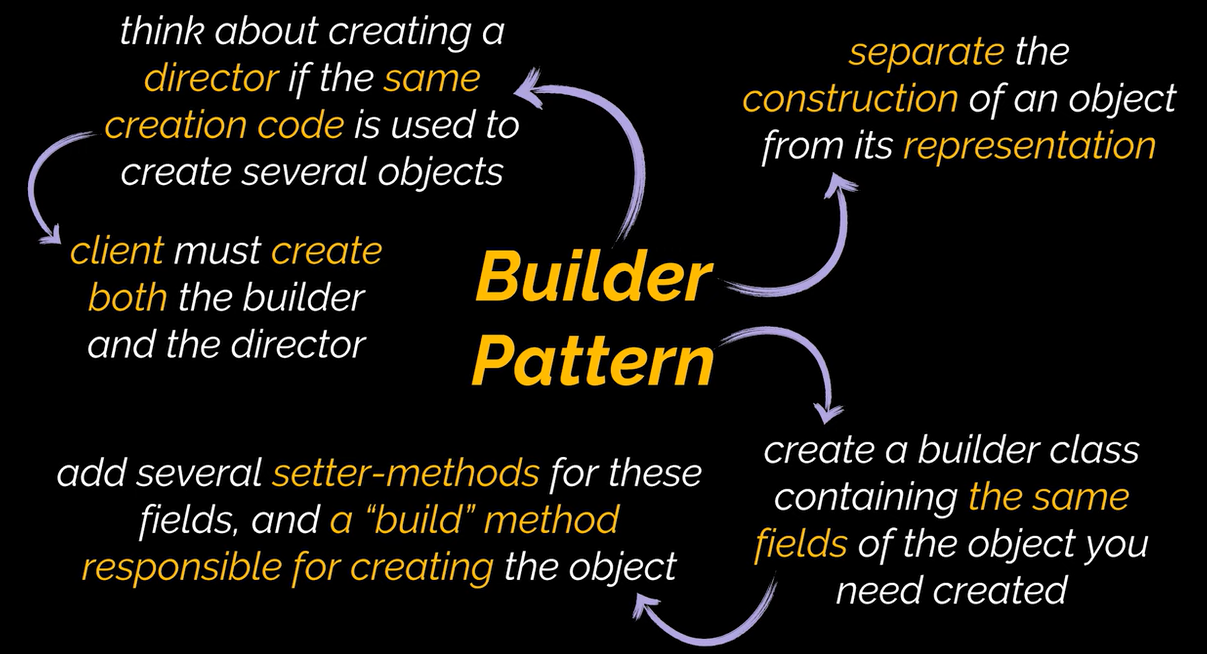 think about creating a
director if the same
creation code is used to
create several objects
client must create
both the builder
and the director
Builder
Pattern
separate the
construction of an object
from its representation
create a builder class
containing the same
fields of the object you
need created
add several setter-methods for these
fields, and a “build” method
responsible for creating the object